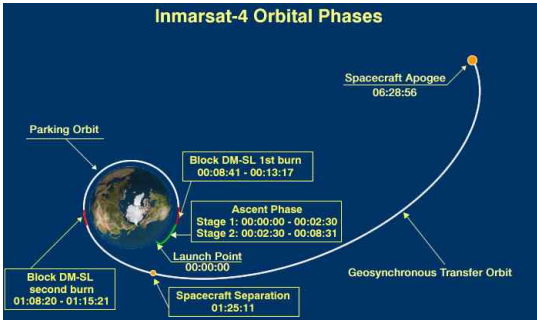 Inmarsat-4 Orbital Phases
Spacecraft Apogee
06:28:56
Parking Orbit
Block DM-SL 1st burn
00:08:41 - 00:13:17
Ascent Phase
Stage 1: 00:00:00 - 00:02:30
Stage 2: 00:02:30 - 00:08:31
Launch Point
00:00:00
Geosynchronous Transfer Orbit
Block DM-SL
second burn
01:08:20 - 01:15:21
Spacecraft Separation
01:25:11